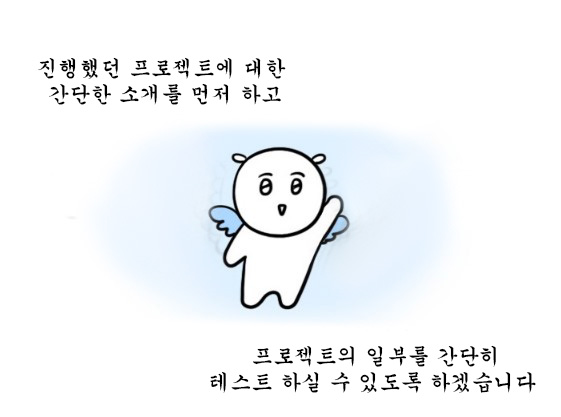 진행했던 프로젝트에 대한
간단한 소개를 먼저 하고
프로젝트의 일부를 간단히
테스트 하실 수 있도록 하겠습니다